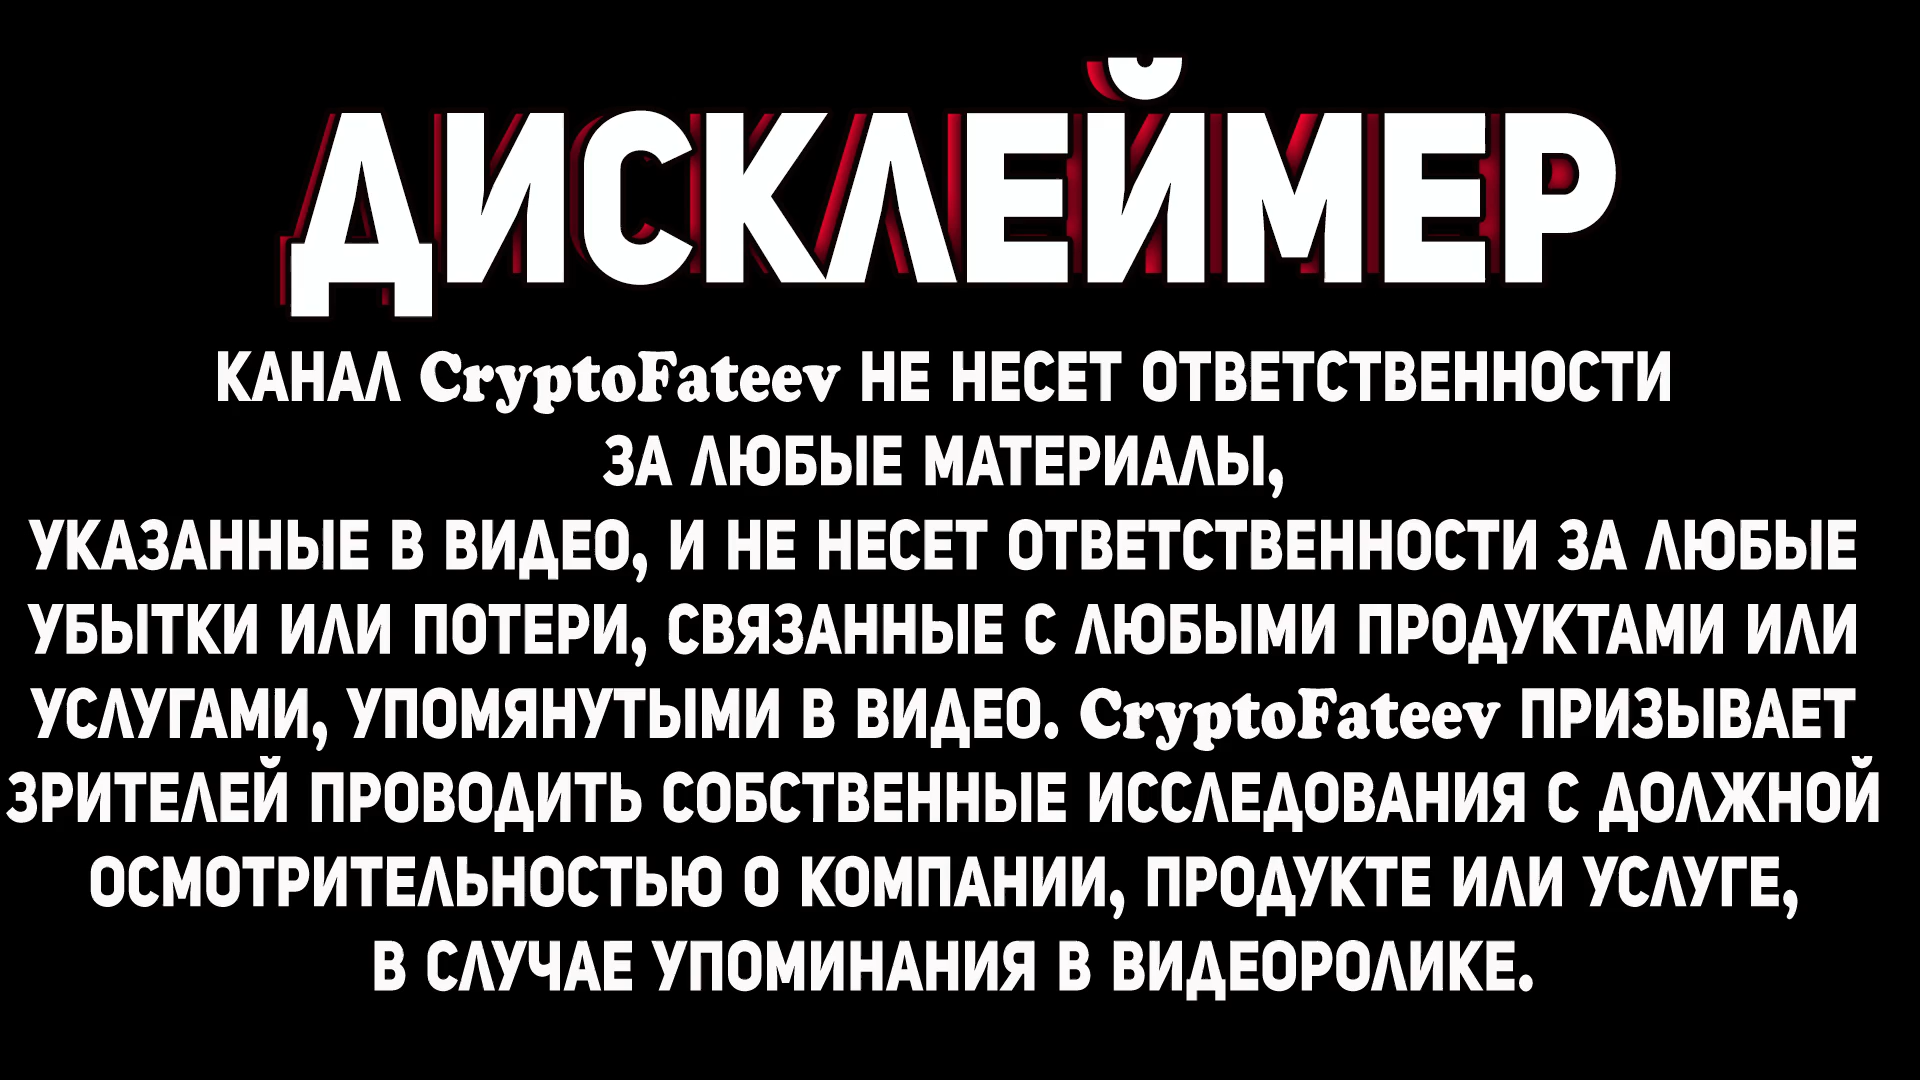 ДИСКЛЕЙМЕР
КАНАЛ CryptoFateev НЕ НЕСЕТ ОТВЕТСТВЕННОСТИ
ЗА ЛЮБЫЕ МАТЕРИАЛЫ,
УКАЗАННЫЕ В ВИДЕО, И НЕ НЕСЕТ ОТВЕТСТВЕННОСТИ ЗА ЛЮБЫЕ
УБЫТКИ ИЛИ ПОТЕРИ, СВЯЗАННЫЕ С ЛЮБЫМИ ПРОДУКТАМИ ИЛИ
УСЛУГАМИ, УПОМЯНУТЫМИ В ВИДЕО. CryptoFateev ПРИЗЫВАЕТ
ЗРИТЕЛЕЙ ПРОВОДИТЬ СОБСТВЕННЫЕ ИССЛЕДОВАНИЯ С ДОЛЖНОЙ
ОСМОТРИТЕЛЬНОСТЬЮ О КОМПАНИИ, ПРОДУКТЕ ИЛИ УСЛУГЕ,
В СЛУЧАЕ УПОМИНАНИЯ В ВИДЕОРОЛИКЕ.